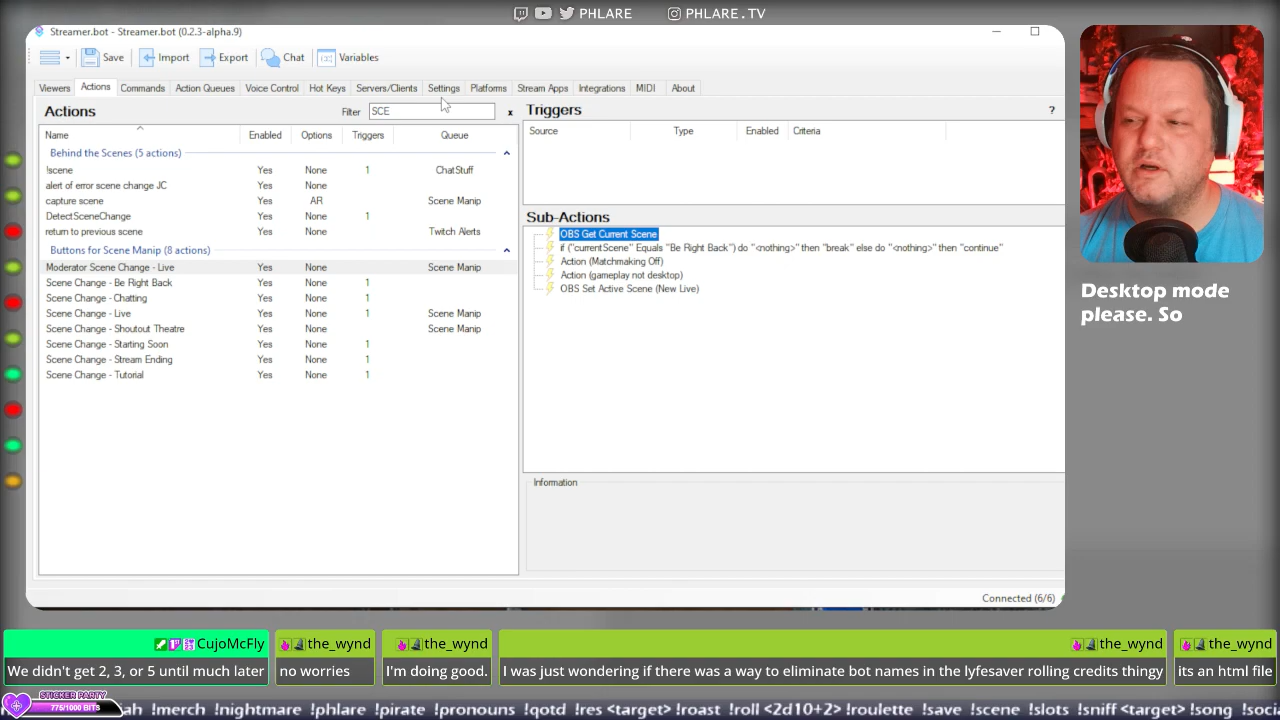 PHLARE PHLARE.TV
Streamer.bot - Streamer.bot (0.2.3-alpha.9)
Save Import Export Chat Variables
Viewers Actions Commands Action Queues Voice Control Hot Keys Servers/Clients Settings Platforms Stream Apps Integrations MIDI About
Actions Filter SCE x Triggers ?
Name Enabled Options Triggers Queue Source Type Enabled Criteria
Behind the Scenes (5 actions)
!scene Yes None 1 ChatStuff
alert of error scene change JC Yes None
capture scene Yes AR Scene Manip
DetectSceneChange Yes None 1
return to previous scene Yes None Twitch Alerts
Buttons for Scene Manip (8 actions)
Moderator Scene Change - Live Yes None Scene Manip
Scene Change - Be Right Back Yes None 1
Scene Change - Chatting Yes None 1
Scene Change - Live Yes None 1 Scene Manip
Scene Change - Shoutout Theatre Yes None Scene Manip
Scene Change - Starting Soon Yes None 1
Scene Change - Stream Ending Yes None 1
Scene Change - Tutorial Yes None 1
Sub-Actions
OBS Get Current Scene
if ("currentScene" Equals "Be Right Back") do "<nothing>" then "break" else do "<nothing>" then "continue"
Action (Matchmaking Off)
Action (gameplay not desktop)
OBS Set Active Scene (New Live)
Information
Connected (6/6)
Desktop mode
please. So
CujoMcFly
We didn't get 2, 3, or 5 until much later
the_wynd
no worries
the_wynd
I'm doing good.
the_wynd
I was just wondering if there was a way to eliminate bot names in the lyfesaver rolling credits thingy
the_wynd
its an html file
STICKER PARTY
775/1000 BITS
!merch !nightmare !phlare !pirate !pronouns !qotd !res <target> !roast !roll <2d10+2> !roulette !save !scene !slots !sniff <target> !song